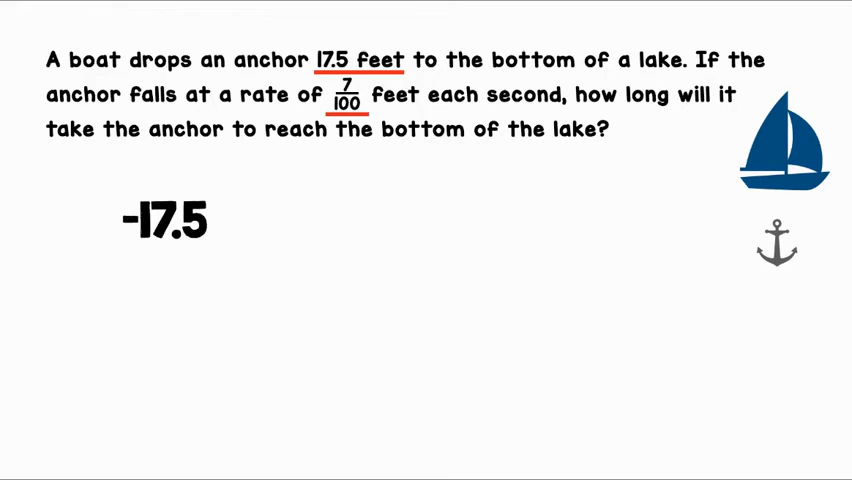 A boat drops an anchor 17.5 feet to the bottom of a lake. If the
anchor falls at a rate of 7/100 feet each second, how long will it
take the anchor to reach the bottom of the lake?
-17.5